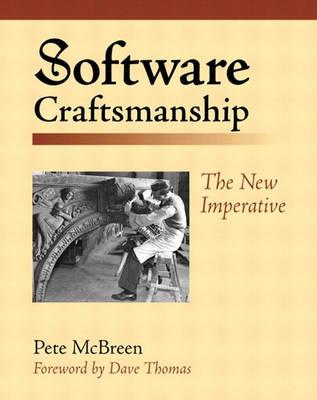 Software
Craftsmanship
The New
Imperative
Pete McBreen
Foreword by Dave Thomas